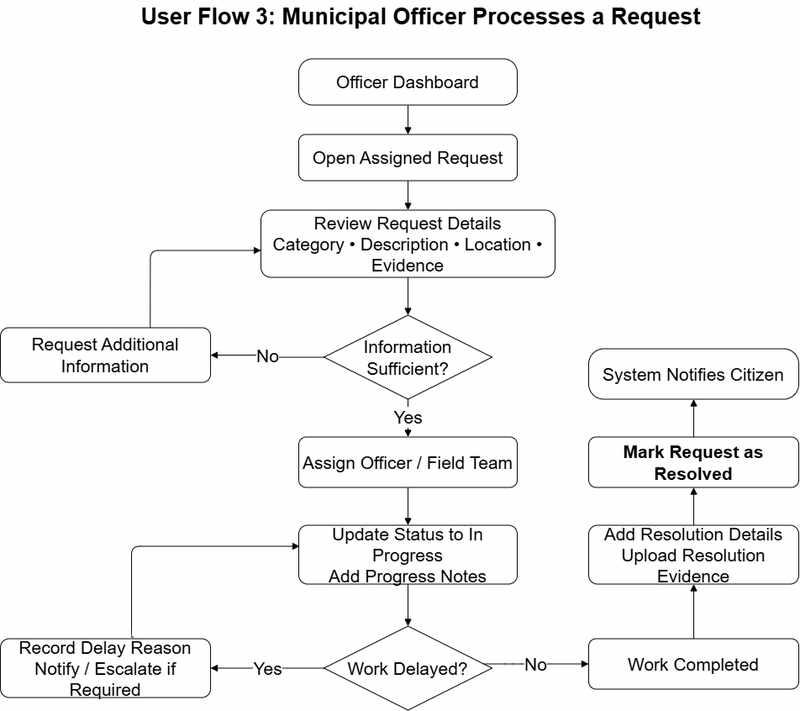 User Flow 3: Municipal Officer Processes a Request
Officer Dashboard
Open Assigned Request
Review Request Details
Category • Description • Location •
Evidence
Request Additional
Information
No
Information
Sufficient?
Yes
Assign Officer / Field Team
Update Status to In
Progress
Add Progress Notes
Record Delay Reason
Notify / Escalate if
Required
Yes
Work Delayed?
No
Work Completed
Add Resolution Details
Upload Resolution
Evidence
Mark Request as
Resolved
System Notifies Citizen